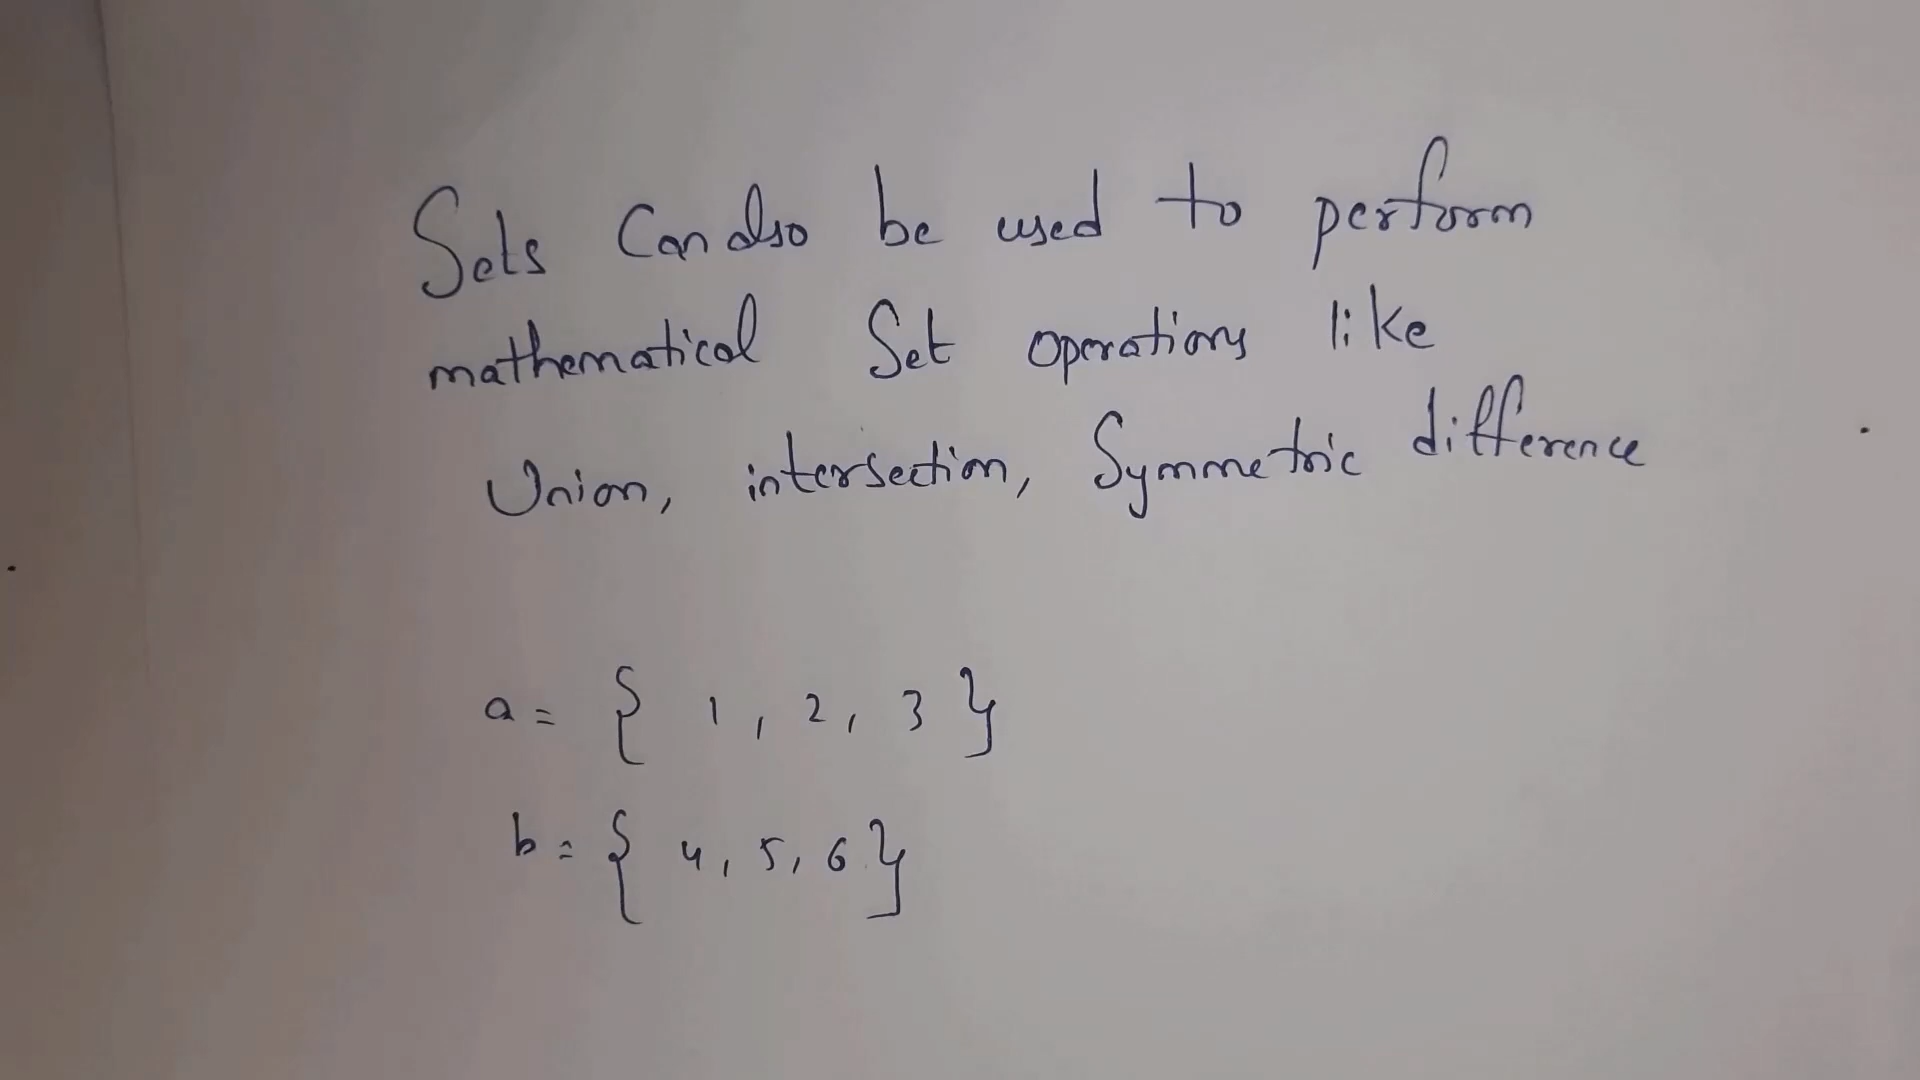 Sets Can also be used to perform
mathematical Set operations like
Union, intersection, Symmetric difference
a = { 1, 2, 3 }
b = { 4, 5, 6 }